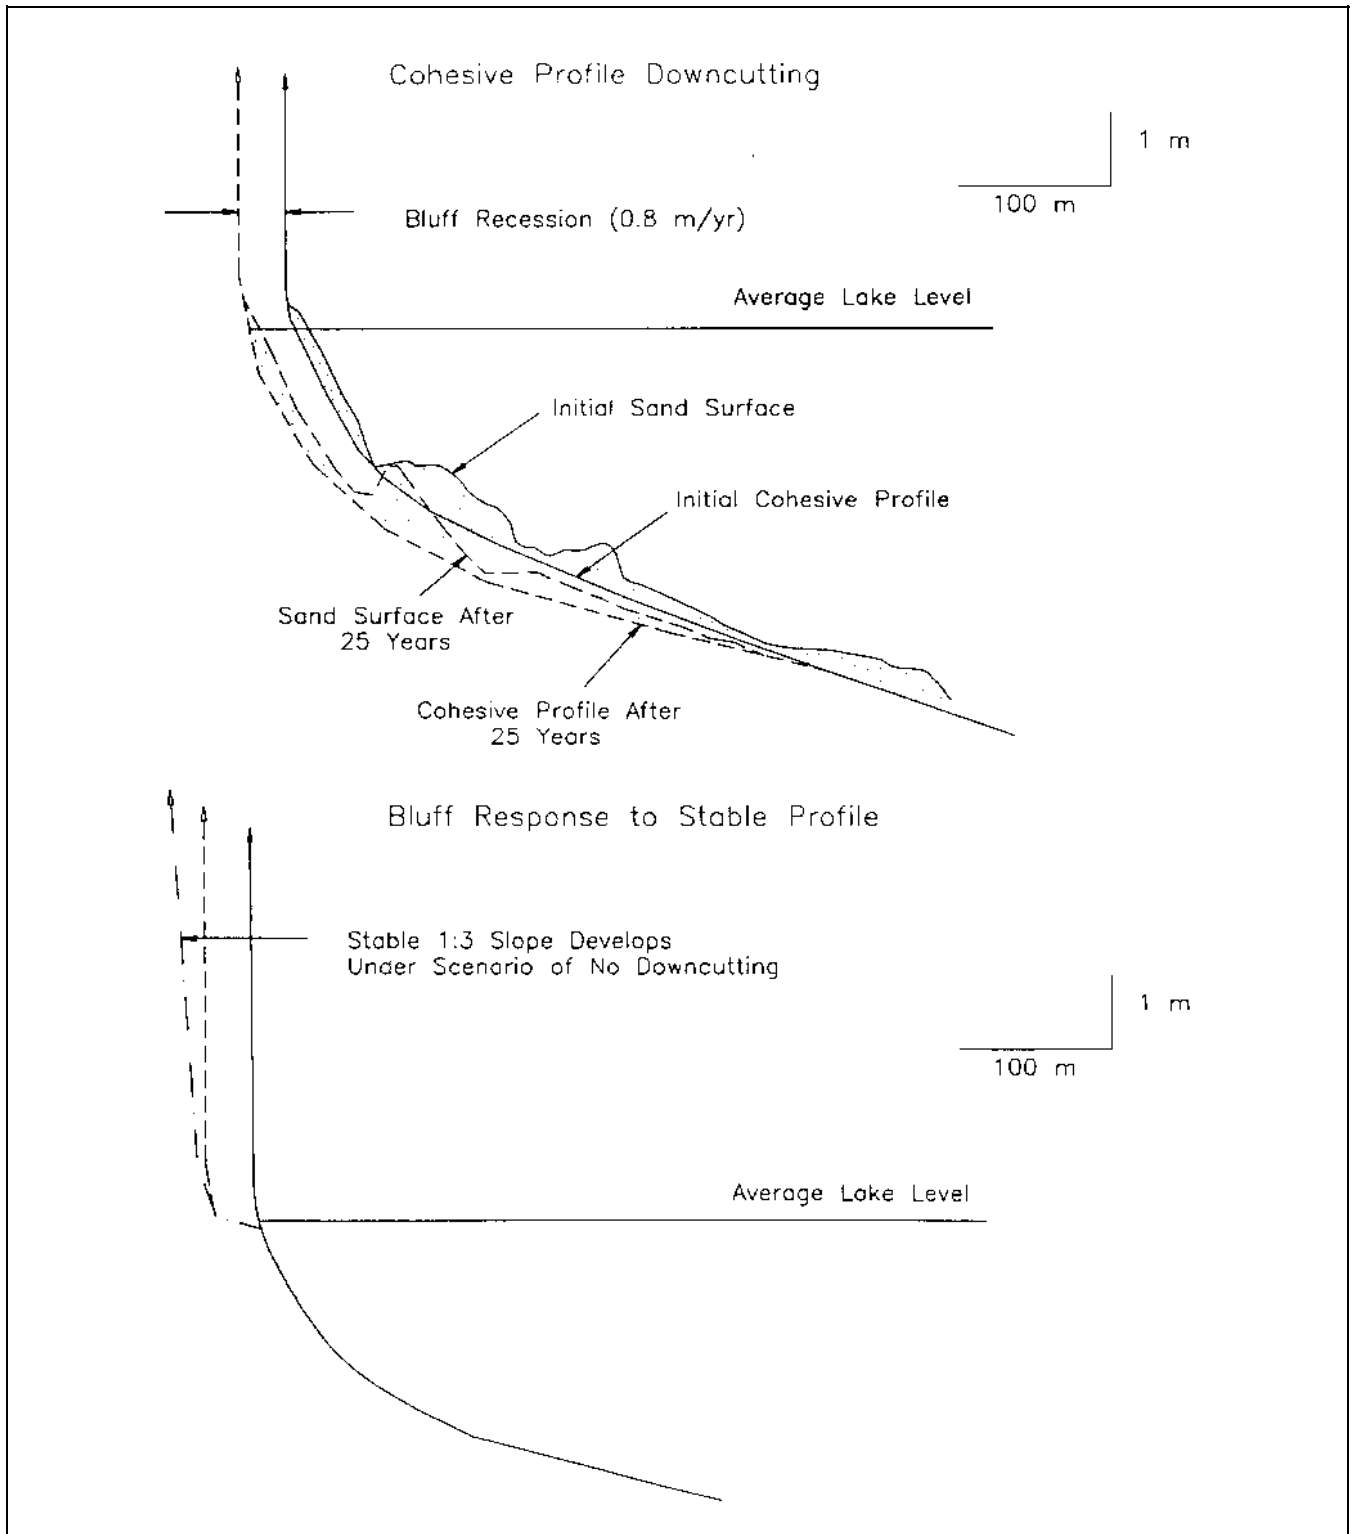 Cohesive Profile Downcutting
1 m
100 m
Bluff Recession (0.8 m/yr)
Average Lake Level
Initial Sand Surface
Initial Cohesive Profile
Sand Surface After
25 Years
Cohesive Profile After
25 Years
Bluff Response to Stable Profile
Stable 1:3 Slope Develops
Under Scenario of No Downcutting
1 m
100 m
Average Lake Level